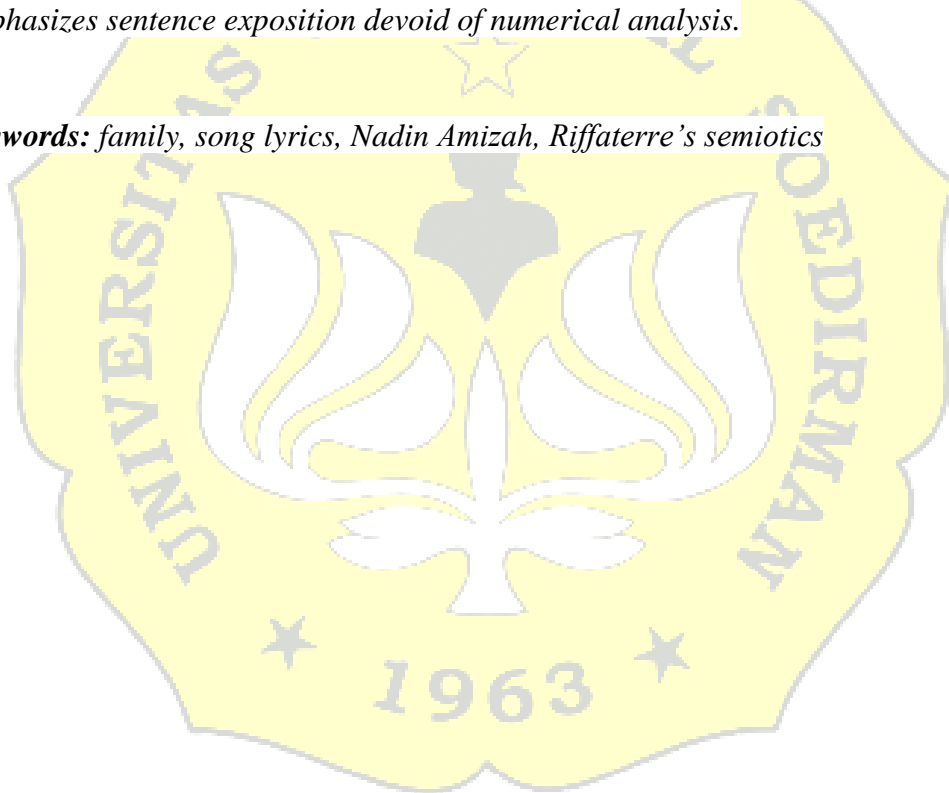 phasizes sentence exposition devoid of numerical analysis.
words: family, song lyrics, Nadin Amizah, Riffaterre's semiotics
UNIVERSITAS
SOEDIRMAN
1963